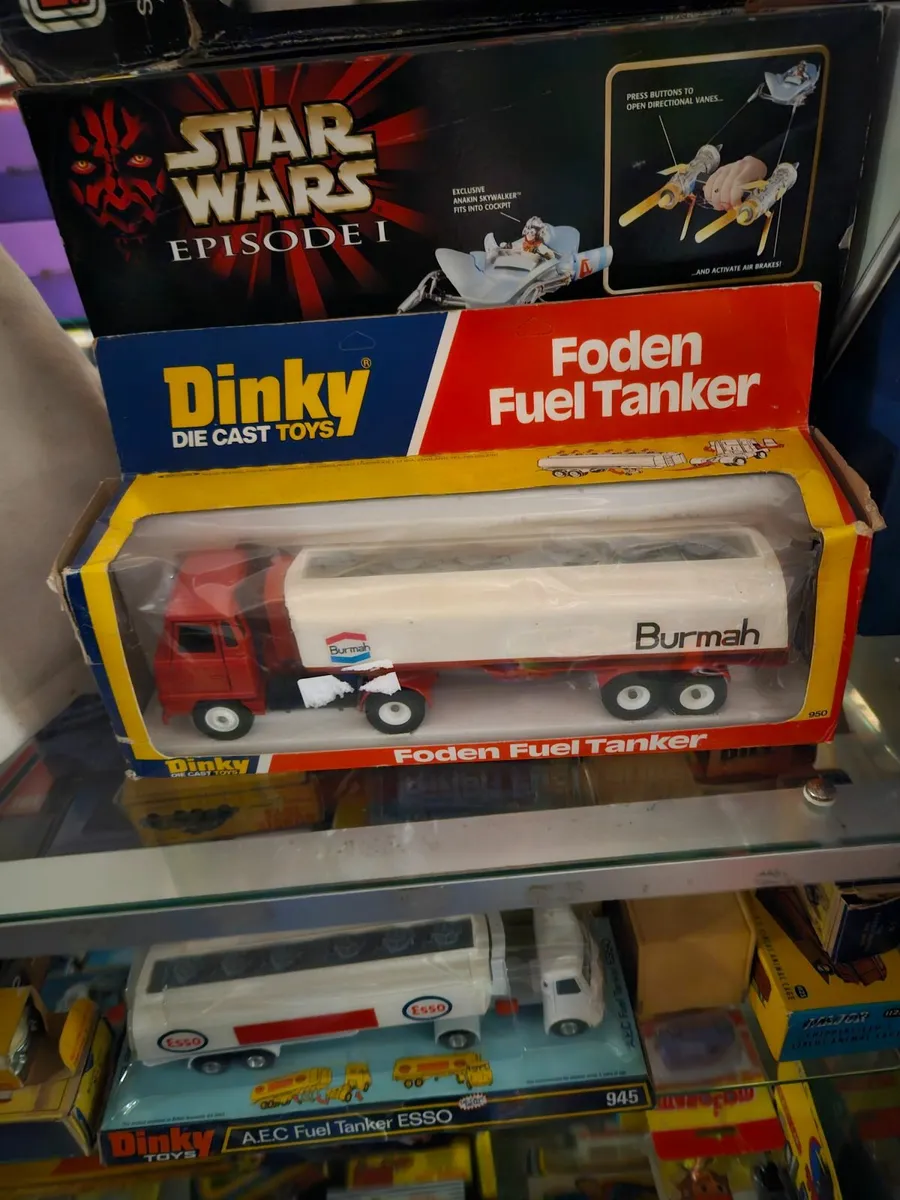 STAR
WARS
EPISODE I
EXCLUSIVE
ANAKIN SKYWALKER™
FITS INTO COCKPIT
PRESS BUTTONS TO
OPEN DIRECTIONAL VANES...
...AND ACTIVATE AIR BRAKES!
Dinky®
DIE CAST TOYS
Foden
Fuel Tanker
Burmah
Burmah
950
Dinky
DIE CAST TOYS
Foden Fuel Tanker
Esso
Esso
Dinky
TOYS
A.E.C Fuel Tanker ESSO
945